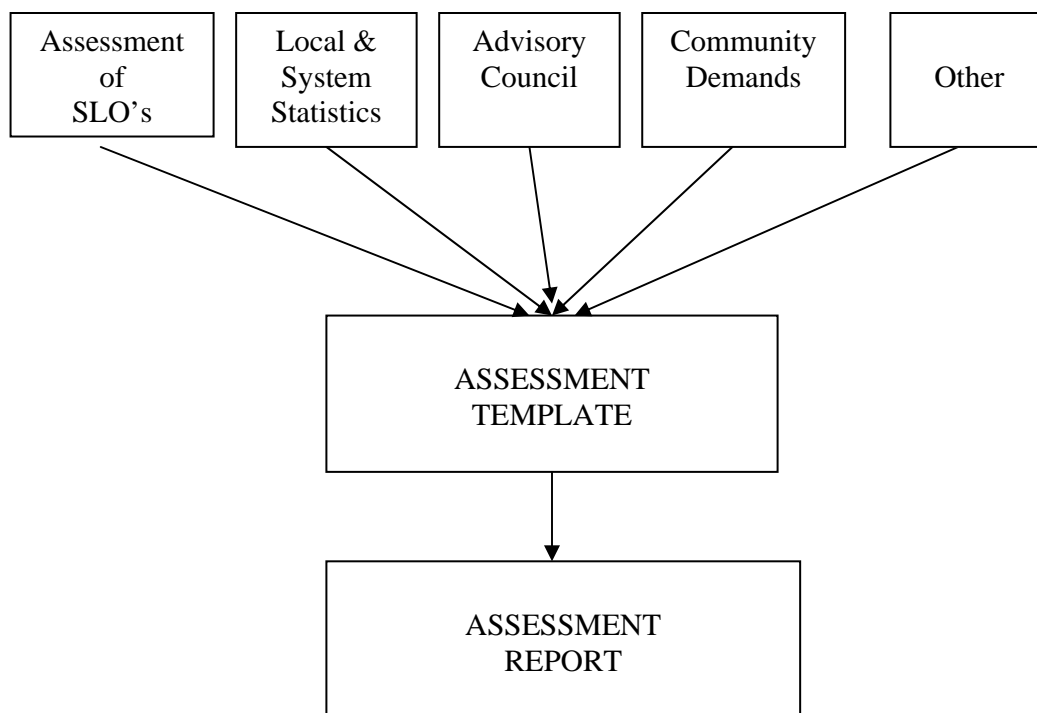 Assessment
of
SLO’s
Local &
System
Statistics
Advisory
Council
Community
Demands
Other
ASSESSMENT
TEMPLATE
ASSESSMENT
REPORT